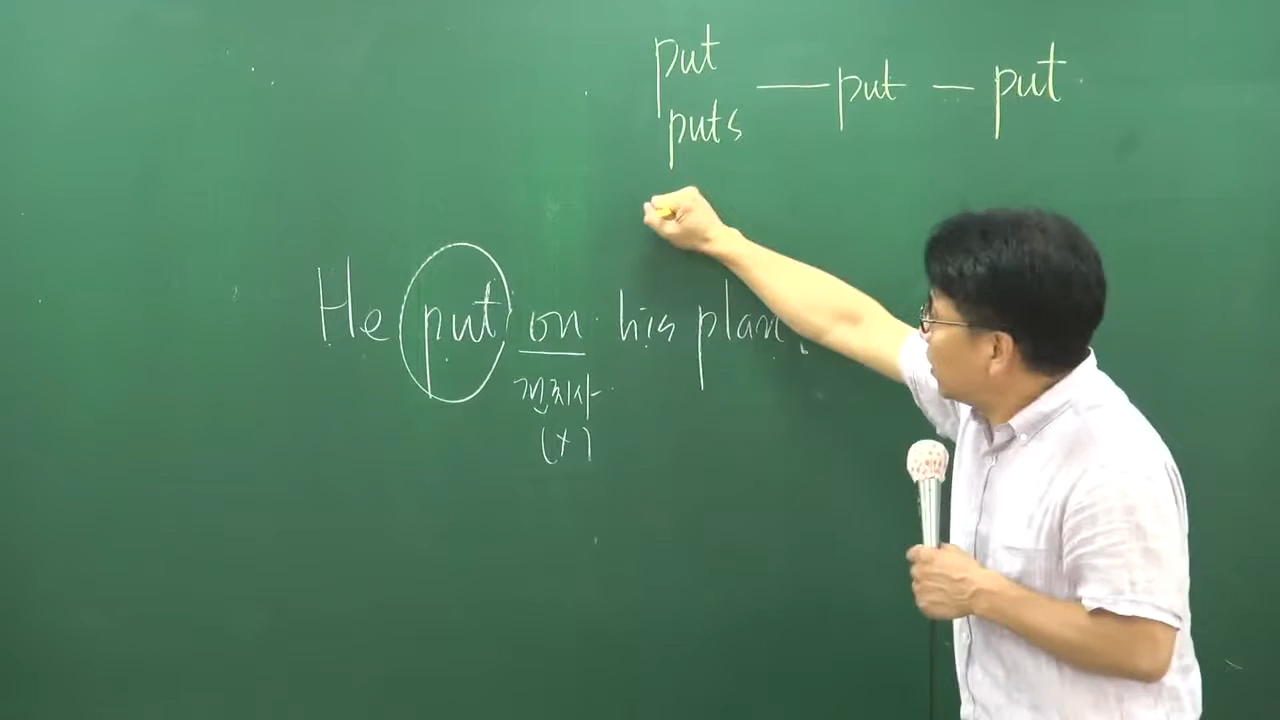 put
puts — put — put
He put on his plan.
전치사
(x)